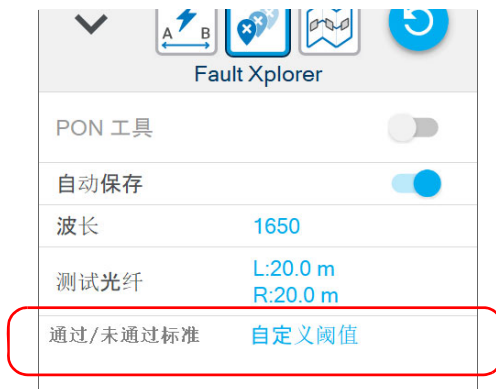 A B
Fault Xplorer
PON 工具
自动保存
波长 1650
测试光纤 L:20.0 m
R:20.0 m
通过/未通过标准 自定义阈值